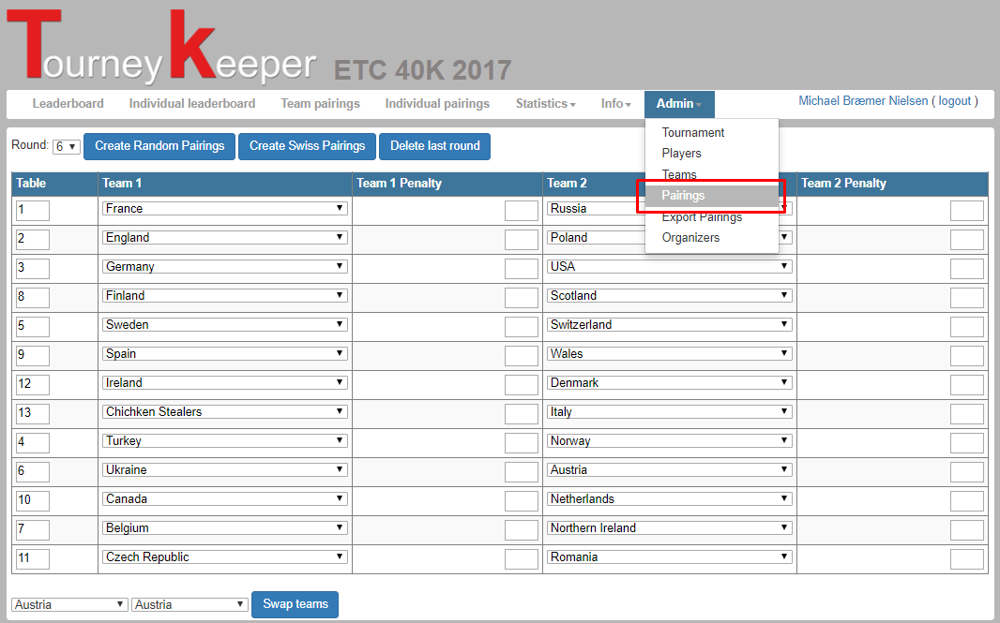 Tourney Keeper ETC 40K 2017
Leaderboard Individual leaderboard Team pairings Individual pairings Statistics Info Admin Michael Bræmer Nielsen ( logout )
Tournament
Players
Teams
Pairings
Export Pairings
Organizers
Round: 6 Create Random Pairings Create Swiss Pairings Delete last round
Table Team 1 Team 1 Penalty Team 2 Team 2 Penalty
1 France Russia
2 England Poland
3 Germany USA
8 Finland Scotland
5 Sweden Switzerland
9 Spain Wales
12 Ireland Denmark
13 Chichken Stealers Italy
4 Turkey Norway
6 Ukraine Austria
10 Canada Netherlands
7 Belgium Northern Ireland
11 Czech Republic Romania
Austria Austria Swap teams